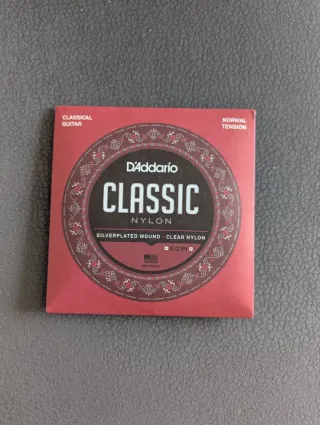 CLASSICAL
GUITAR
NORMAL
TENSION
D'Addario
CLASSIC
NYLON
SILVERPLATED WOUND | CLEAR NYLON